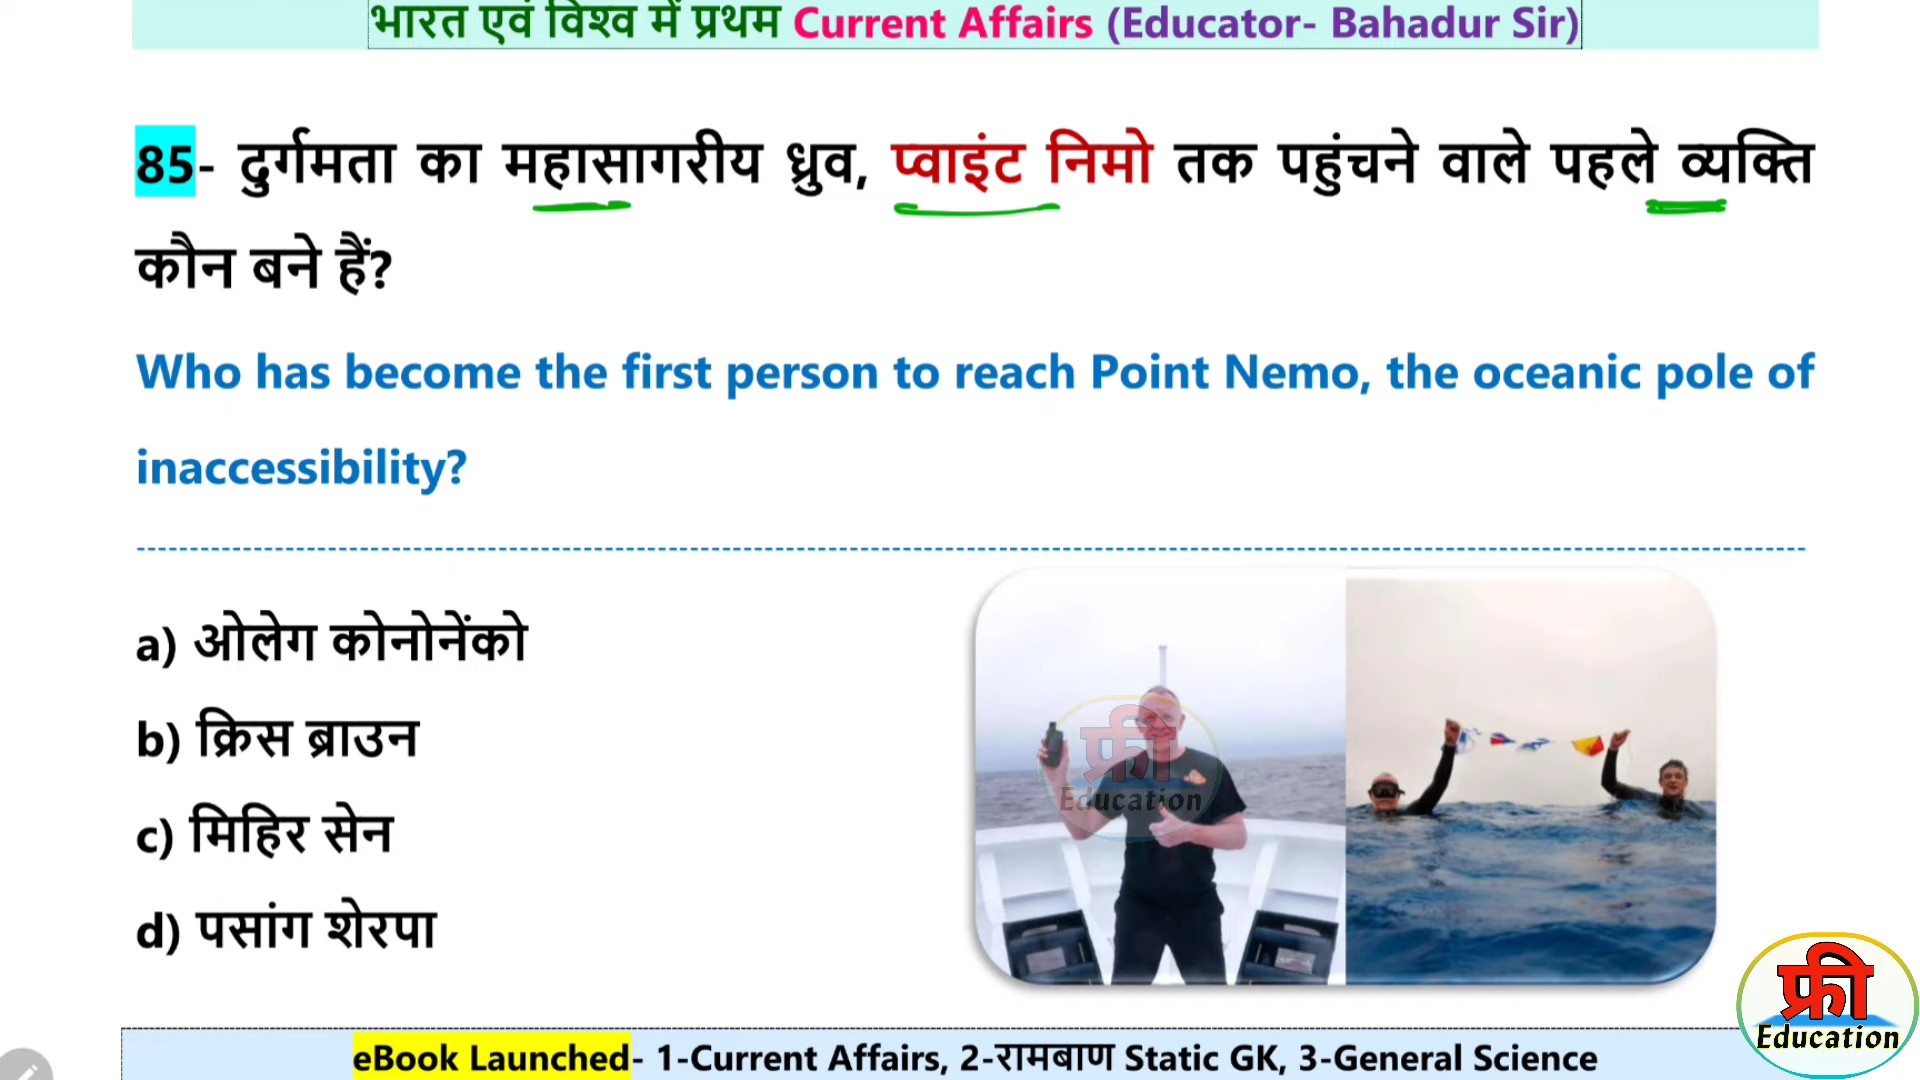 भारत एवं विश्व में प्रथम Current Affairs (Educator- Bahadur Sir)
85- दुर्गमता का महासागरीय ध्रुव, प्वाइंट निमो तक पहुंचने वाले पहले व्यक्ति
कौन बने हैं?
Who has become the first person to reach Point Nemo, the oceanic pole of
inaccessibility?
a) ओलेग कोनोनेंको
b) क्रिस ब्राउन
c) मिहिर सेन
d) पसांग शेरपा
फ्री
Education
फ्री
Education
eBook Launched- 1-Current Affairs, 2-रामबाण Static GK, 3-General Science